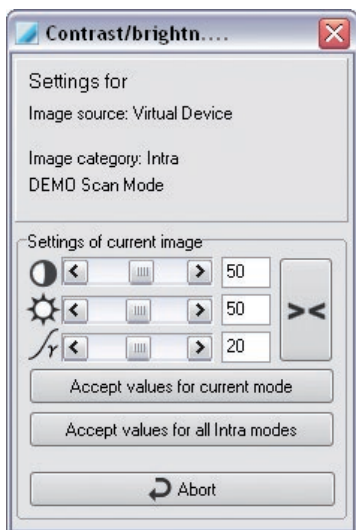 Contrast/brightn....
Settings for
Image source: Virtual Device
Image category: Intra
DEMO Scan Mode
Settings of current image
50
50
γ 20
Accept values for current mode
Accept values for all Intra modes
Abort